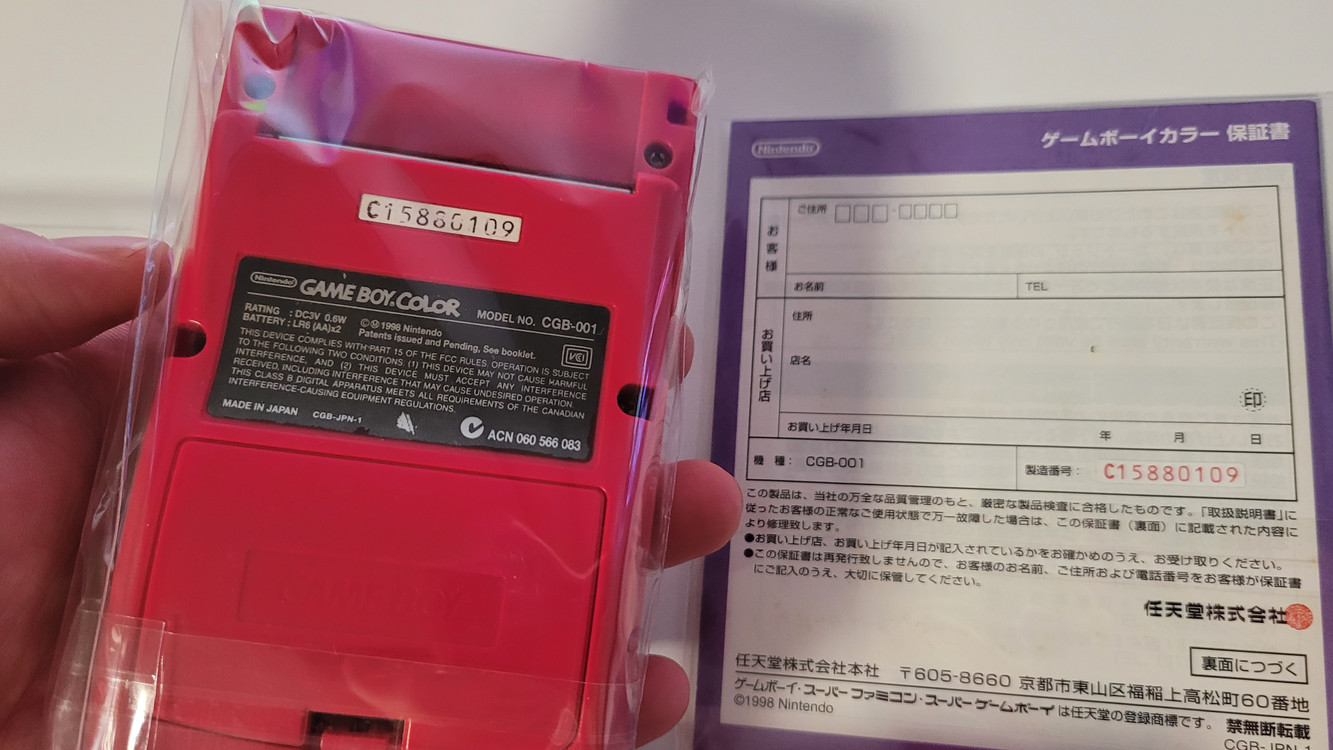 C15880109
Nintendo GAME BOY COLOR MODEL NO. CGB-001
RATING : DC3V 0.6W
BATTERY : LR6 (AA)x2
©Ⓜ1998 Nintendo
Patents Issued and Pending, See booklet.
VCI
THIS DEVICE COMPLIES WITH PART 15 OF THE FCC RULES. OPERATION IS SUBJECT
TO THE FOLLOWING TWO CONDITIONS. (1) THIS DEVICE MAY NOT CAUSE HARMFUL
INTERFERENCE, AND (2) THIS DEVICE MUST ACCEPT ANY INTERFERENCE
RECEIVED, INCLUDING INTERFERENCE THAT MAY CAUSE UNDESIRED OPERATION.
THIS CLASS B DIGITAL APPARATUS MEETS ALL REQUIREMENTS OF THE CANADIAN
INTERFERENCE-CAUSING EQUIPMENT REGULATIONS.
MADE IN JAPAN CGB-JPN-1
ACN 060 566 083
Nintendo
ゲームボーイカラー 保証書
お客様
ご住所 □□□-□□□□
お名前
TEL
お買い上げ店
住所
店名
印
お買い上げ年月日 年 月 日
機 種: CGB-001
製造番号: C15880109
この製品は、当社の万全な品質管理のもと、厳密な製品検査に合格したものです。「取扱説明書」に
従ったお客様の正常なご使用状態で万一故障した場合は、この保証書（裏面）に記載された内容に
より修理致します。
●お買い上げ店、お買い上げ年月日が記入されているかをお確かめのうえ、お受け取りください。
●この保証書は再発行致しませんので、お客様のお名前、ご住所および電話番号をお客様が保証書
にご記入のうえ、大切に保管してください。
任天堂株式会社
裏面につづく
任天堂株式会社本社 〒605-8660 京都市東山区福稲上高松町60番地
ゲームボーイ・スーパーファミコン・スーパーゲームボーイは任天堂の登録商標です。
©1998 Nintendo
禁無断転載
CGB-JPN-1